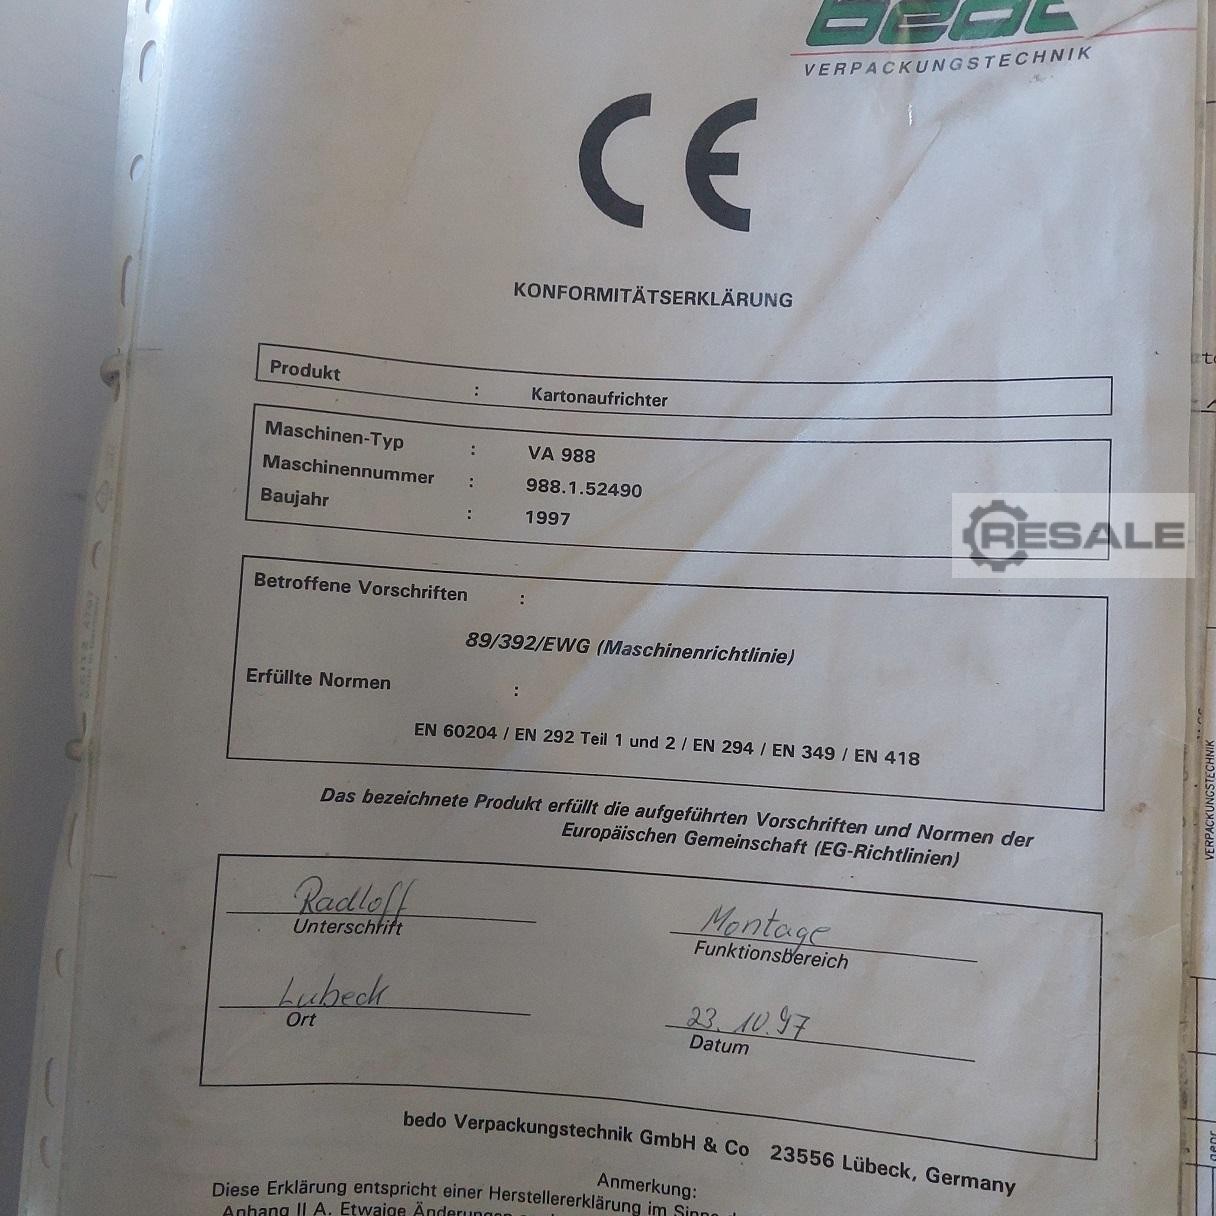 VERPACKUNGSTECHNIK
CE
KONFORMITÄTSERKLÄRUNG
Produkt : Kartonaufrichter
Maschinen-Typ : VA 988
Maschinennummer : 988.1.52490
Baujahr : 1997
RESALE
Betroffene Vorschriften :
89/392/EWG (Maschinenrichtlinie)
Erfüllte Normen :
EN 60204 / EN 292 Teil 1 und 2 / EN 294 / EN 349 / EN 418
Das bezeichnete Produkt erfüllt die aufgeführten Vorschriften und Normen der
Europäischen Gemeinschaft (EG-Richtlinien)
Radloff Montage
Unterschrift Funktionsbereich
Lubeck 23.10.97
Ort Datum
bedo Verpackungstechnik GmbH & Co 23556 Lübeck, Germany
Anmerkung:
Diese Erklärung entspricht einer Herstellererklärung im Sinne
Anhang II A. Etwaige Änderungen
VERPACKUNGSTECHNIK